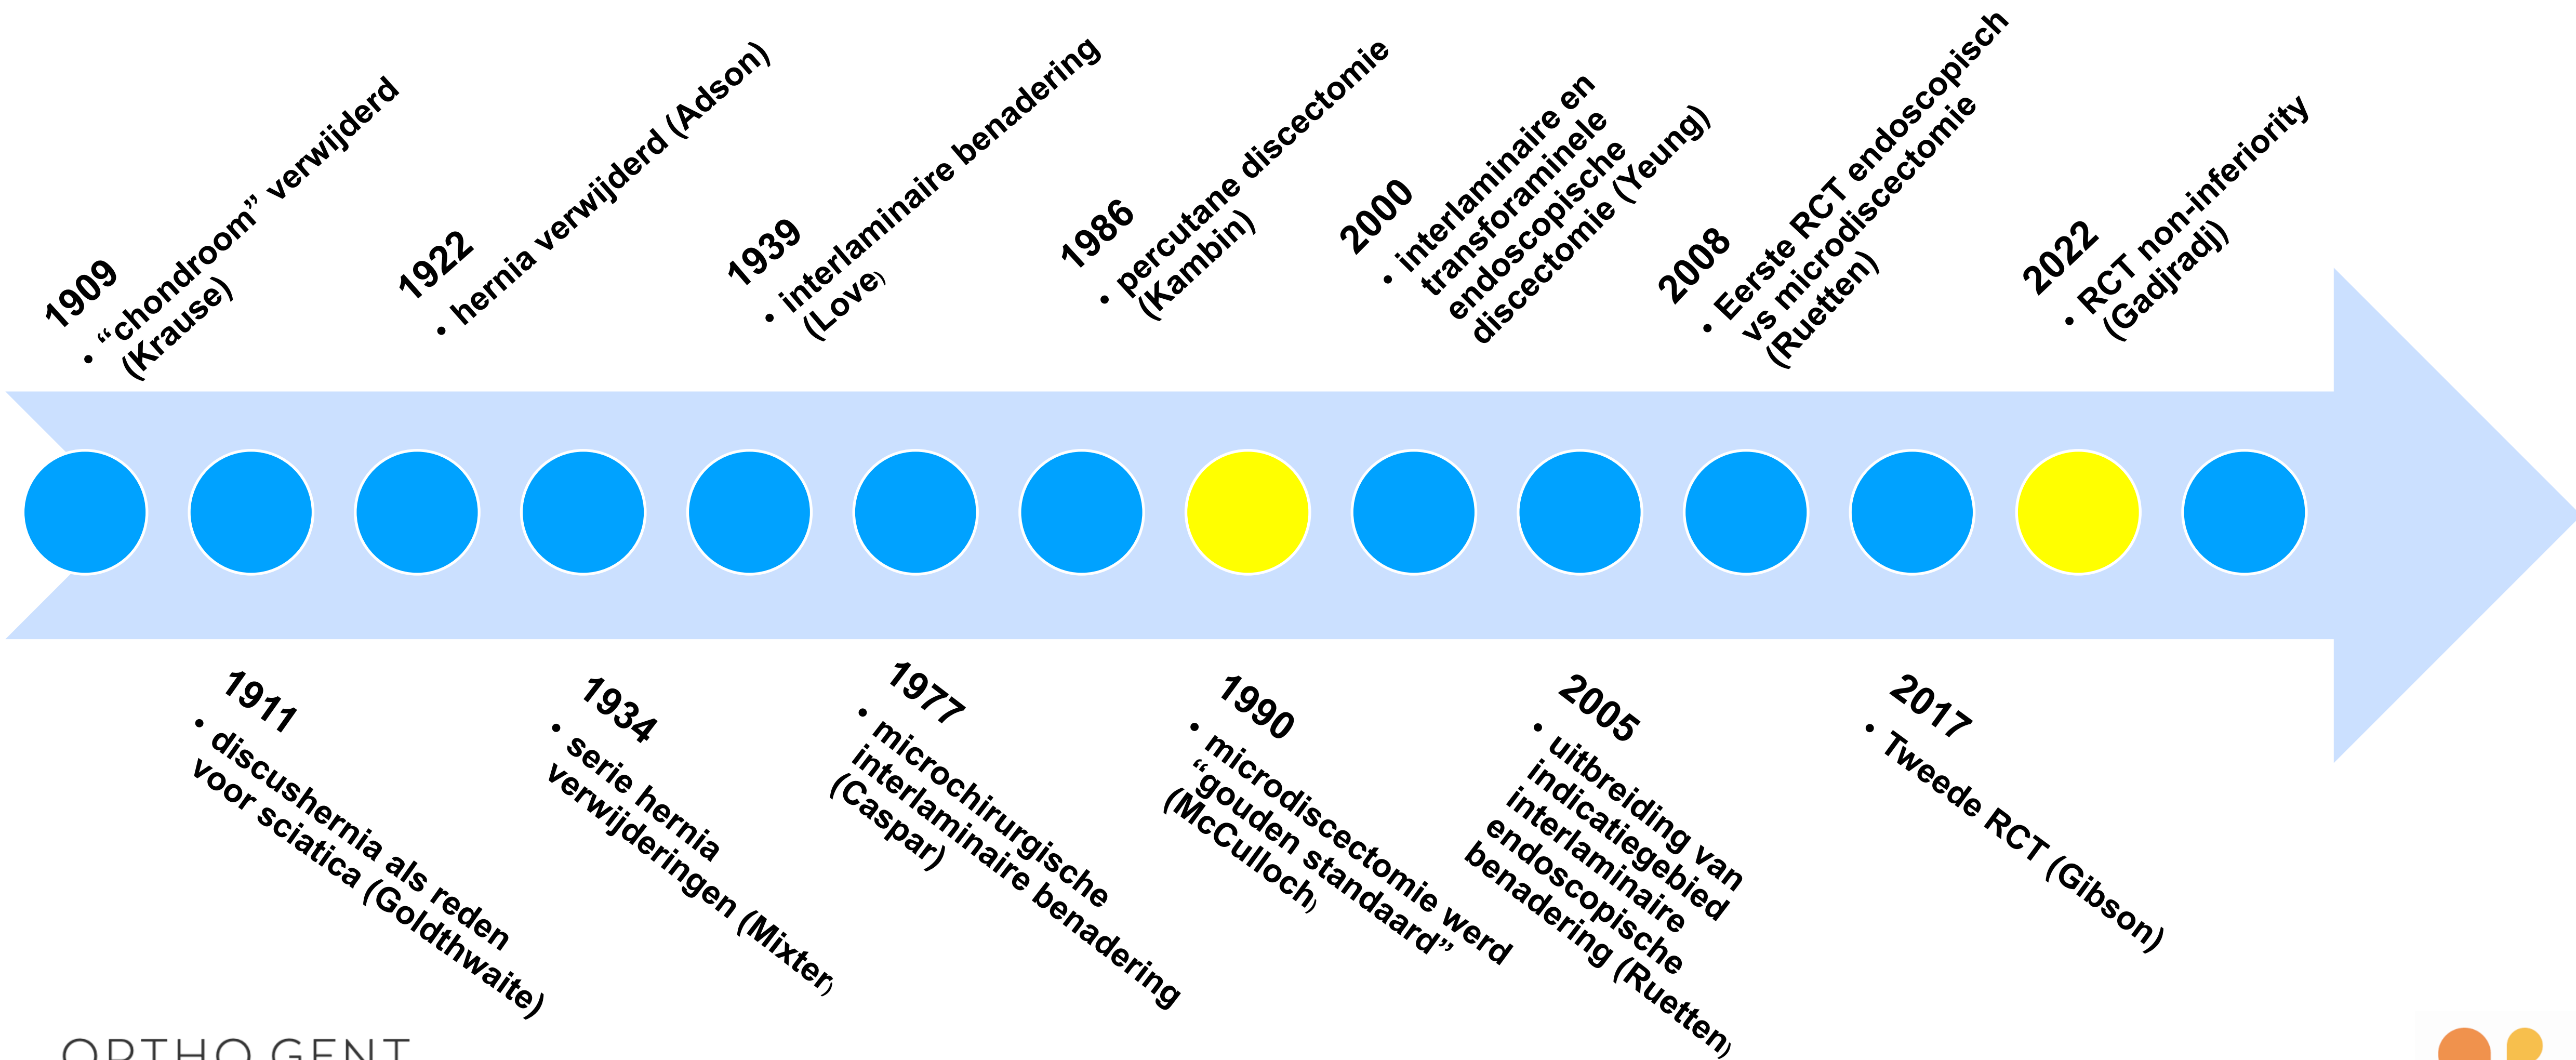 1909
• “chondroom” verwijderd
(Krause)
1911
• discushernia als reden
voor sciatica (Goldthwaite)
1922
• hernia verwijderd (Adson)
1934
• serie hernia
verwijderingen (Mixter)
1939
• interlaminaire benadering
(Love)
1977
• microchirurgische
interlaminaire benadering
(Caspar)
1986
• percutane discectomie
(Kambin)
1990
• microdiscectomie werd
“gouden standaard”
(McCulloch)
2000
• interlaminaire en
transforaminele
endoscopische
discectomie (Yeung)
2005
• uitbreiding van
indicatiegebied
interlaminaire
endoscopische
benadering (Ruetten)
2008
• Eerste RCT endoscopisch
vs microdiscectomie
(Ruetten)
2017
• Tweede RCT (Gibson)
2022
• RCT non-inferiority
(Gadjradj)
ORTHO GENT